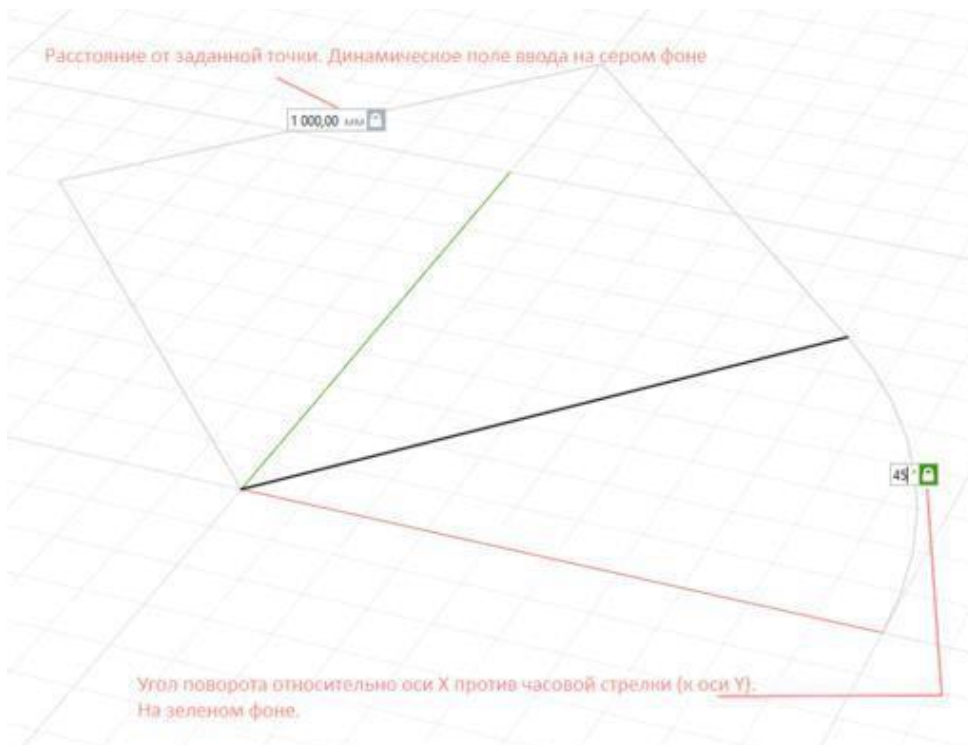 Расстояние от заданной точки. Динамическое поле ввода на сером фоне
1 000,00 мм
45 °
Угол поворота относительно оси X против часовой стрелки (к оси Y).
На зеленом фоне.